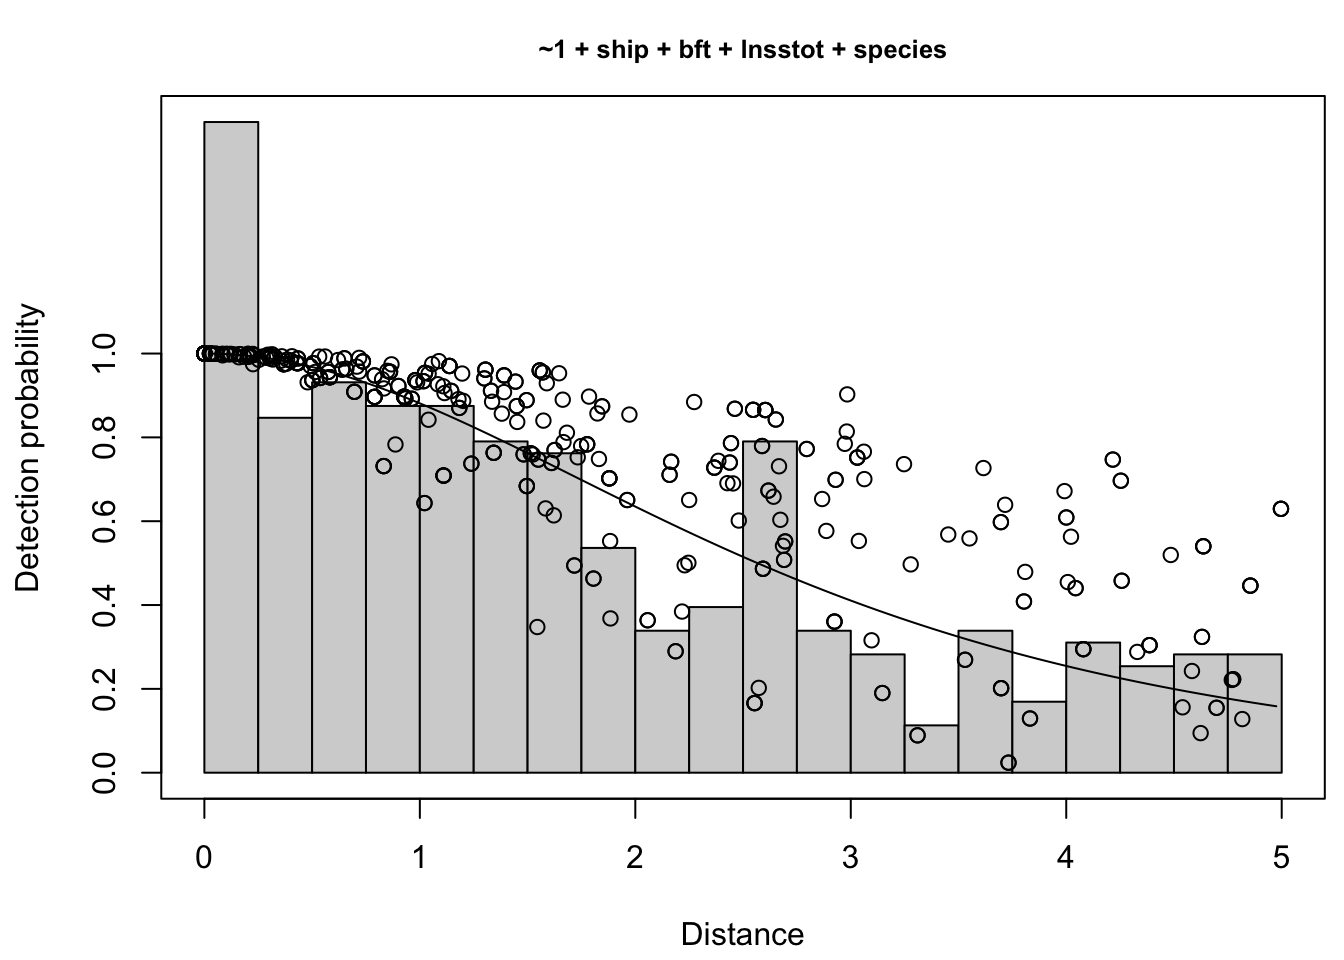 ~1 + ship + bft + lnsstot + species
Detection probability
1.0
0.8
0.6
0.4
0.2
0.0
0 1 2 3 4 5
Distance